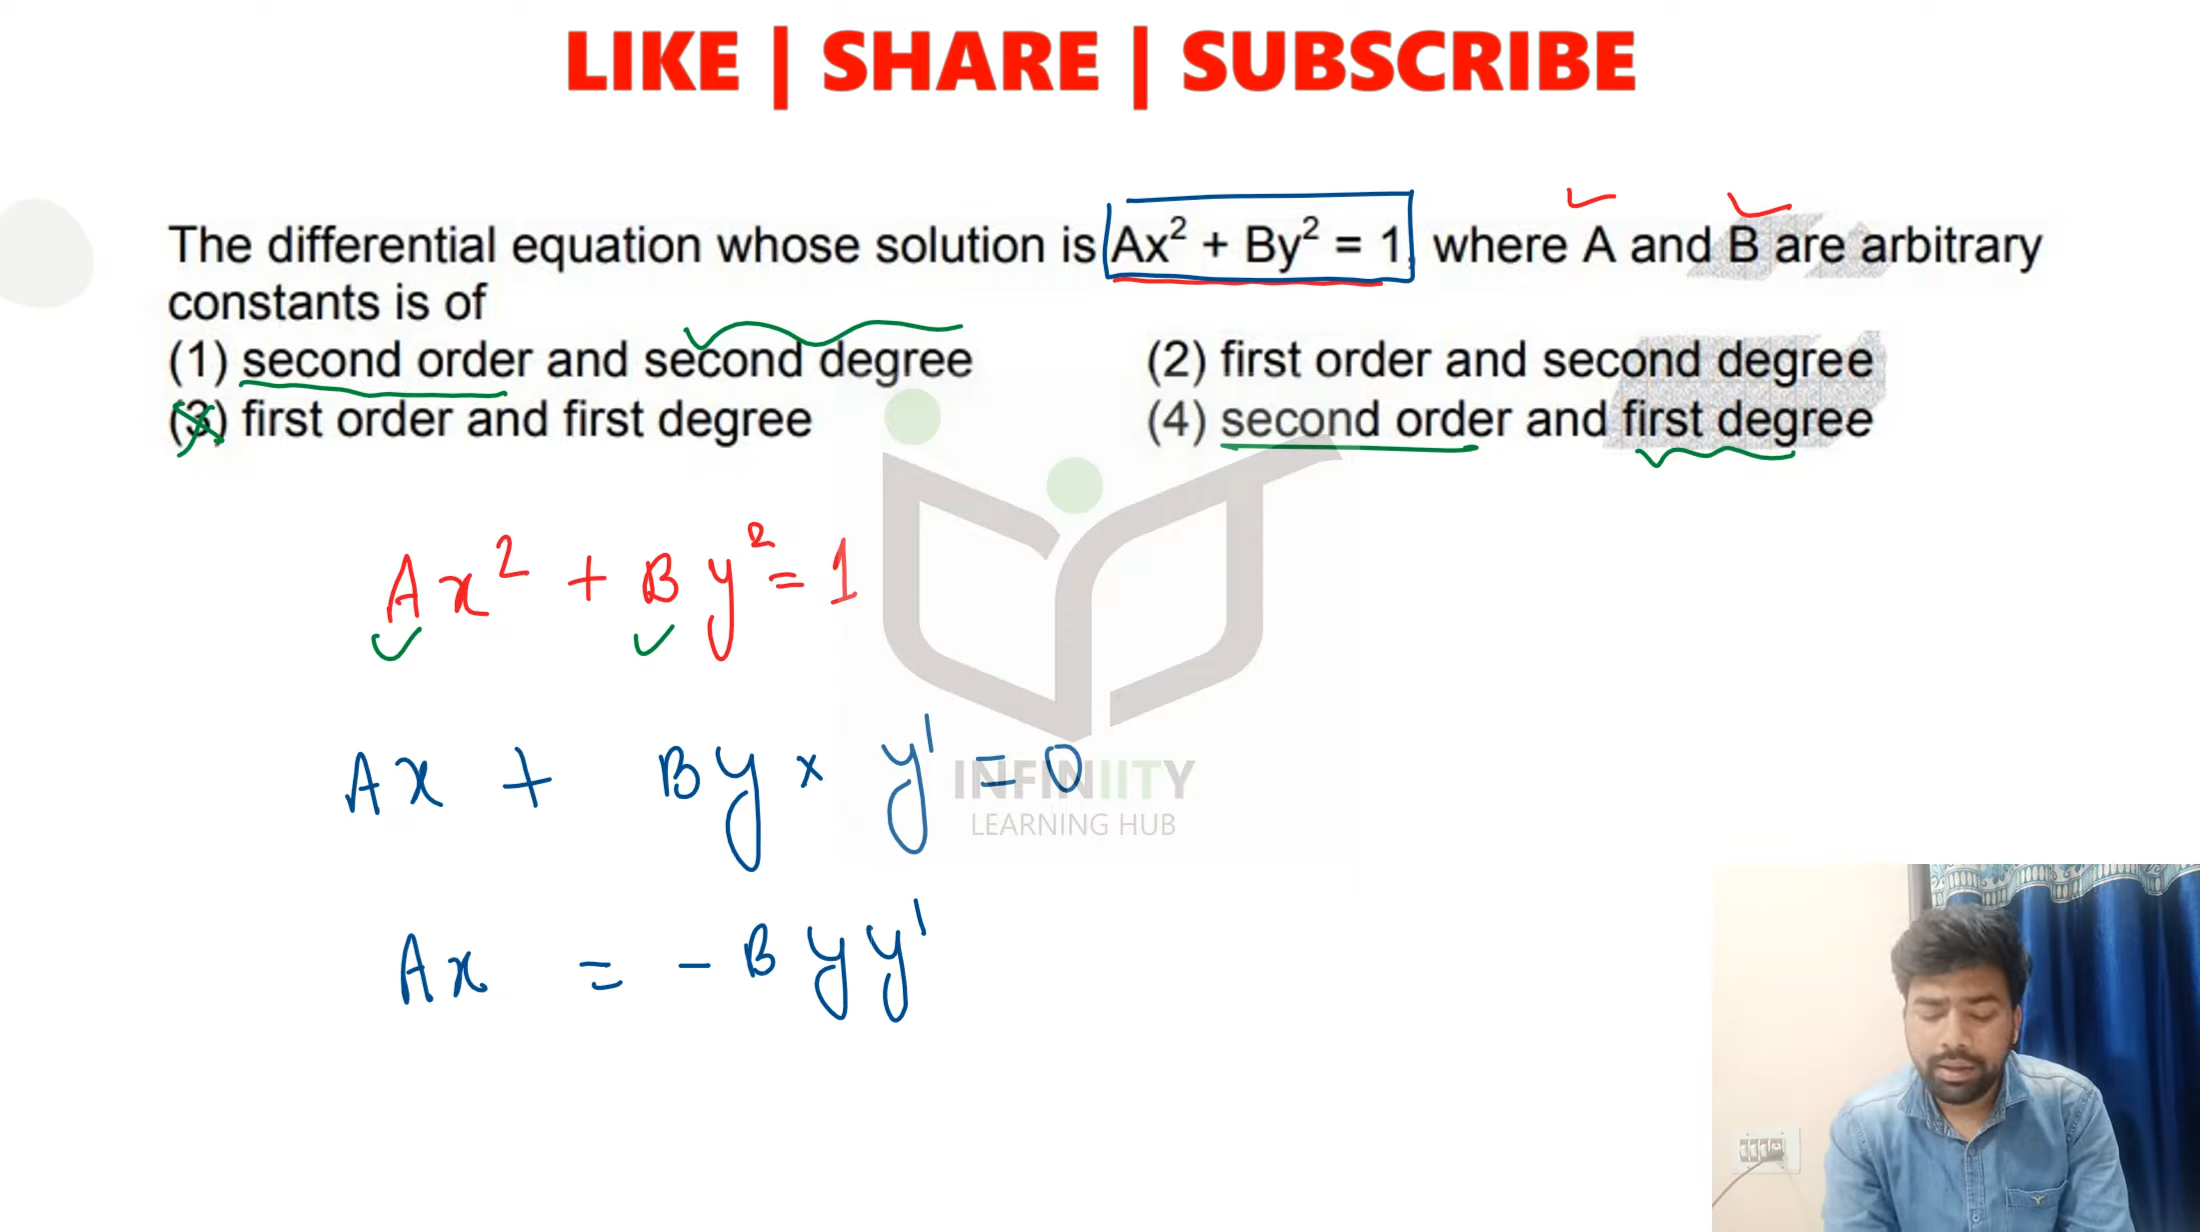 LIKE | SHARE | SUBSCRIBE
The differential equation whose solution is Ax² + By² = 1, where A and B are arbitrary
constants is of
(1) second order and second degree
(2) first order and second degree
(3) first order and first degree
(4) second order and first degree
Ax² + By² = 1
Ax + By × y' = 0
INFINIITY
LEARNING HUB
Ax = - Byy'